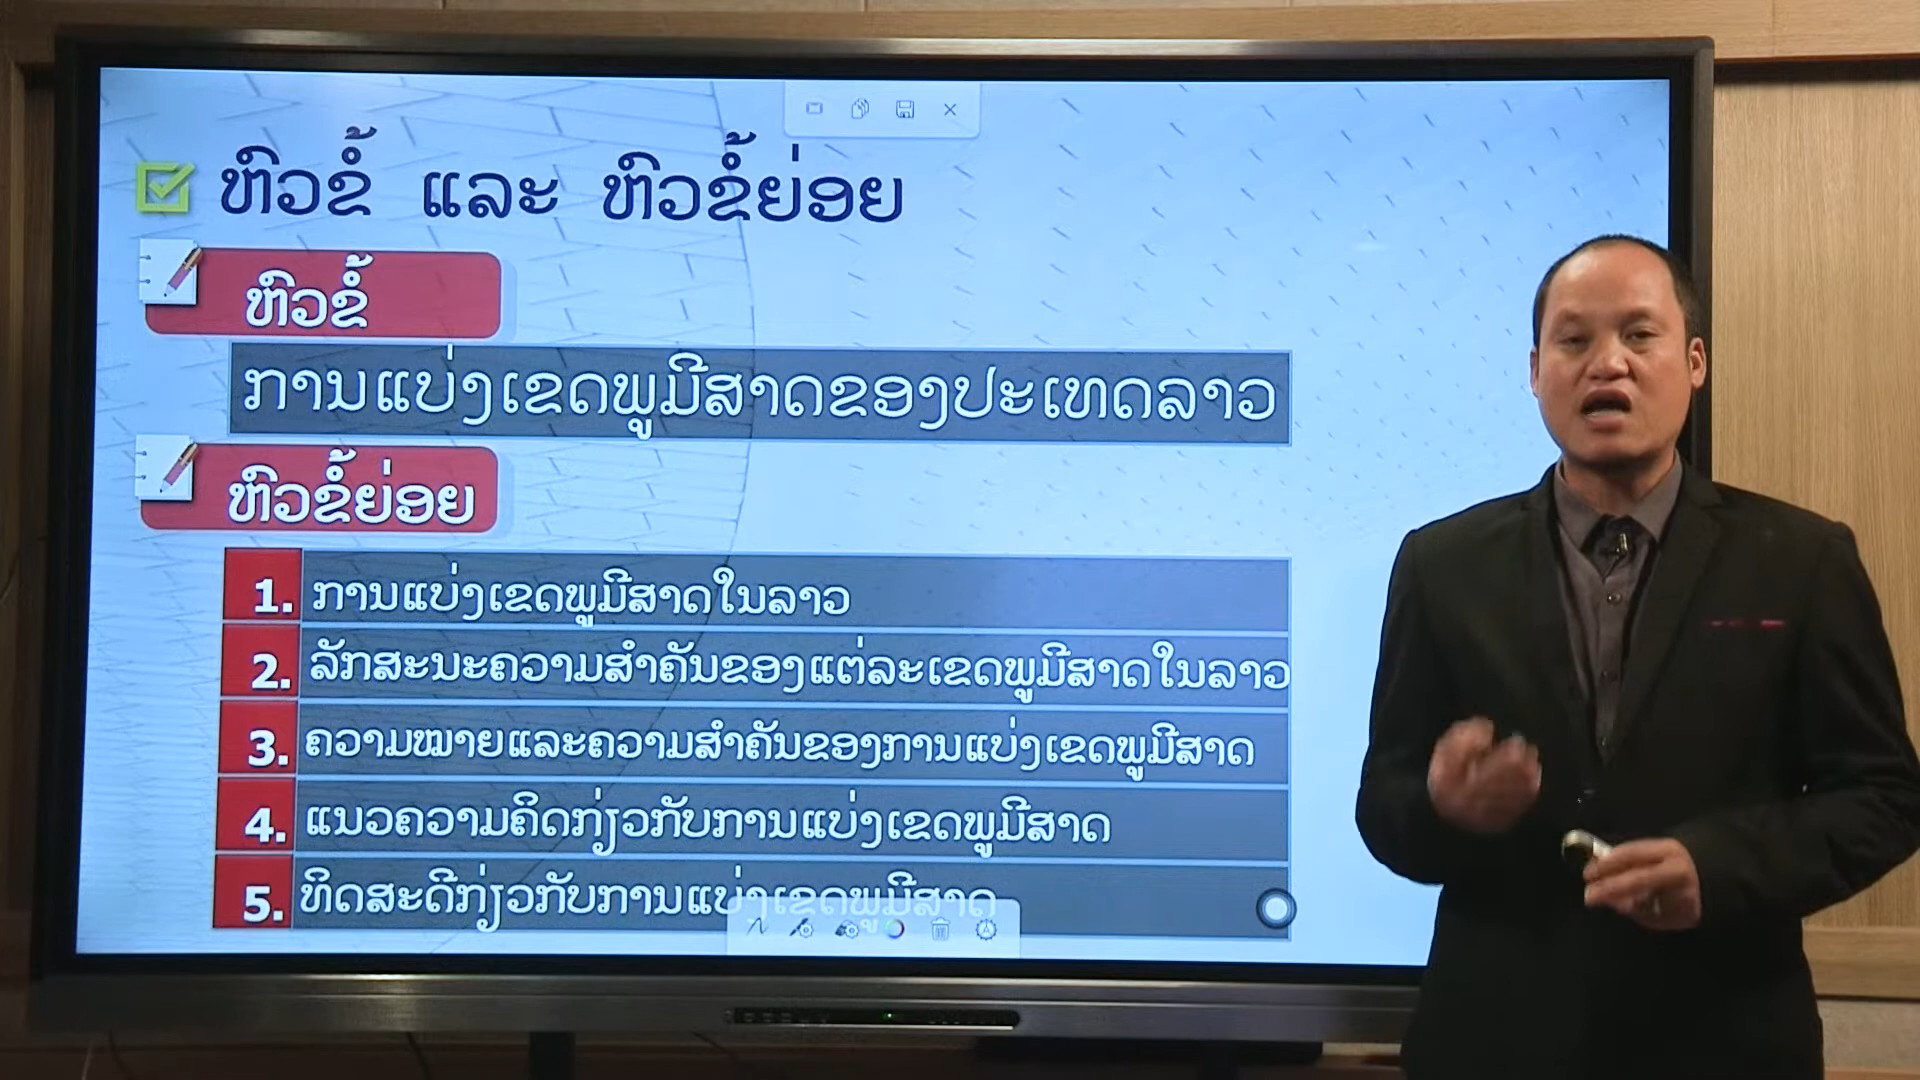 ຫົວຂໍ້ ແລະ ຫົວຂໍ້ຍ່ອຍ
ຫົວຂໍ້
ການແບ່ງເຂດພູມີສາດຂອງປະເທດລາວ
ຫົວຂໍ້ຍ່ອຍ
1. ການແບ່ງເຂດພູມີສາດໃນລາວ
2. ລັກສະນະຄວາມສຳຄັນຂອງແຕ່ລະເຂດພູມີສາດໃນລາວ
3. ຄວາມໝາຍແລະຄວາມສຳຄັນຂອງການແບ່ງເຂດພູມີສາດ
4. ແນວຄວາມຄິດກ່ຽວກັບການແບ່ງເຂດພູມີສາດ
5. ທິດສະດີກ່ຽວກັບການແບ່ງເຂດພູມີສາດ